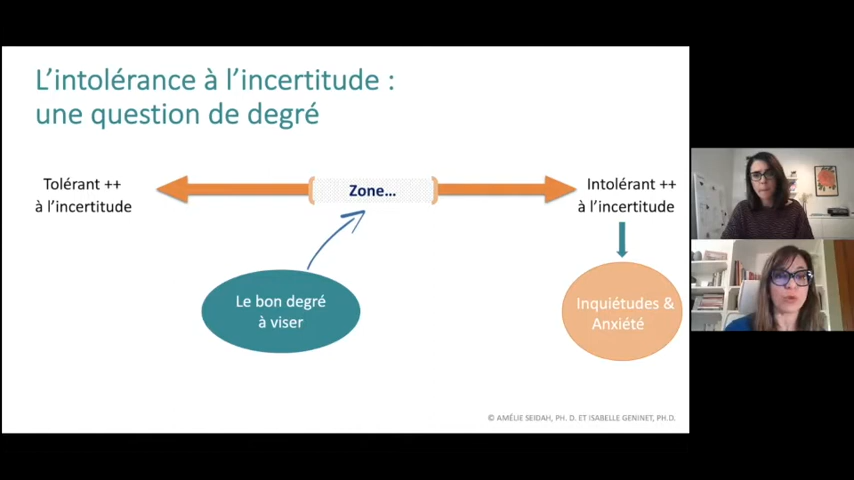 L'intolérance à l'incertitude :
une question de degré
Tolérant ++
à l'incertitude
Zone...
Intolérant ++
à l'incertitude
Le bon degré
à viser
Inquiétudes &
Anxiété
© AMÉLIE SEIDAH, PH. D. ET ISABELLE GENINET, PH.D.